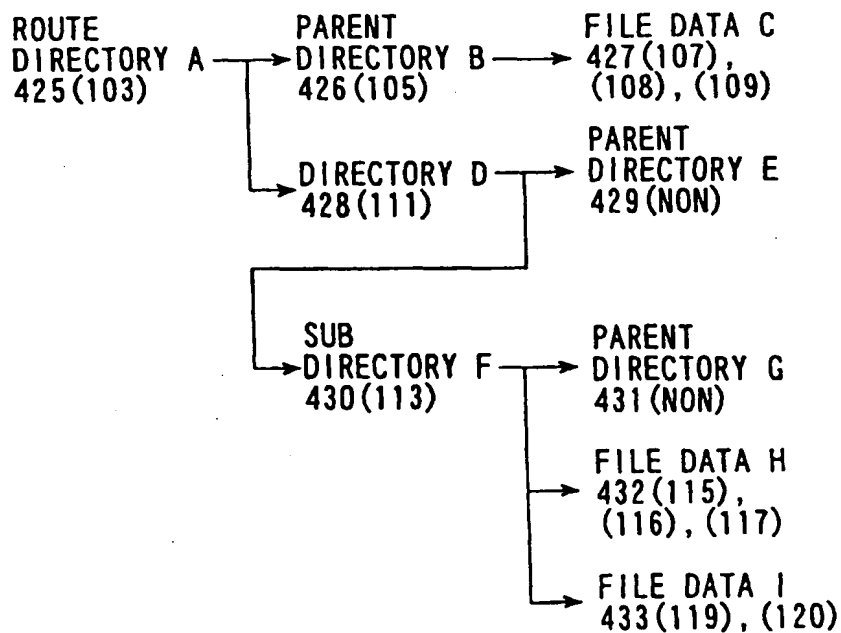 ROUTE
DIRECTORY A
425(103)
PARENT
DIRECTORY B
426(105)
FILE DATA C
427(107),
(108),(109)
DIRECTORY D
428(111)
PARENT
DIRECTORY E
429(NON)
SUB
DIRECTORY F
430(113)
PARENT
DIRECTORY G
431(NON)
FILE DATA H
432(115),
(116),(117)
FILE DATA I
433(119),(120)